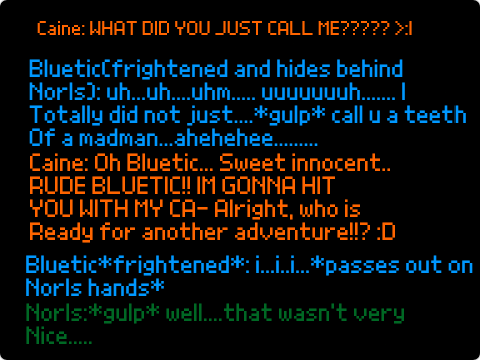 Caine: WHAT DID YOU JUST CALL ME????? >:I
Bluetic(frightened and hides behind
Norls): uh...uh....uhm..... uuuuuuuh....... I
Totally did not just....*gulp* call u a teeth
Of a madman...ahehehee.........
Caine: Oh Bluetic... Sweet innocent..
RUDE BLUETIC!! IM GONNA HIT
YOU WITH MY CA- Alright, who is
Ready for another adventure!!? :D
Bluetic*frightened*: i...i..i...*passes out on
Norls hands*
Norls:*gulp* well....that wasn't very
Nice.....